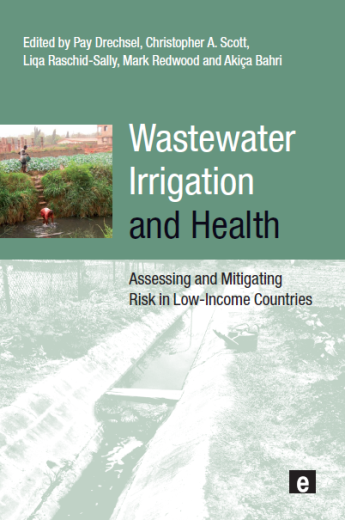 Edited by Pay Drechsel, Christopher A. Scott,
Liqa Raschid-Sally, Mark Redwood and Akiça Bahri
Wastewater
Irrigation
and Health
Assessing and Mitigating
Risk in Low-Income Countries
e